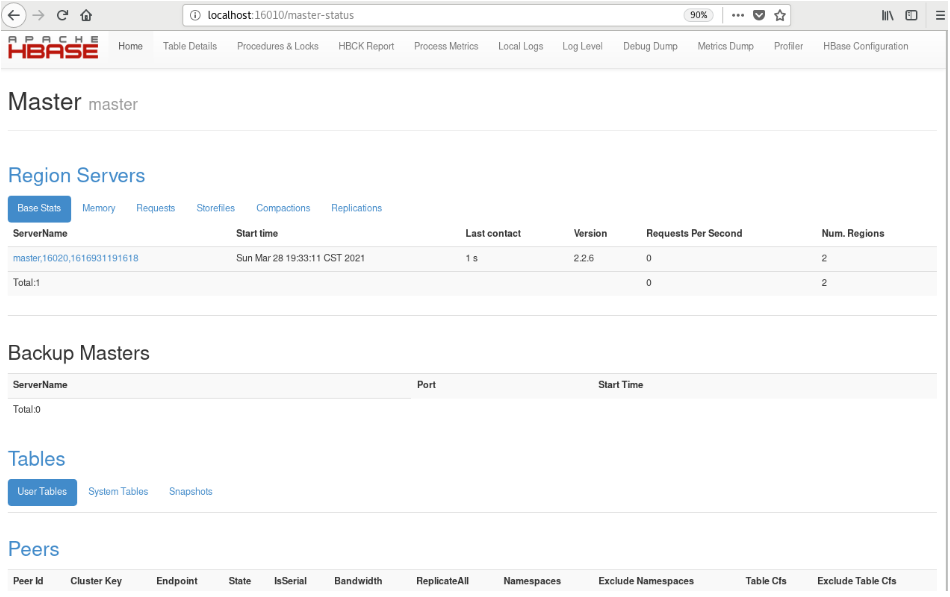 localhost:16010/master-status 90%
APACHE
HBASE
Home Table Details Procedures & Locks HBCK Report Process Metrics Local Logs Log Level Debug Dump Metrics Dump Profiler HBase Configuration
Master master
Region Servers
Base Stats Memory Requests Storefiles Compactions Replications
ServerName Start time Last contact Version Requests Per Second Num. Regions
master,16020,1616931191618 Sun Mar 28 19:33:11 CST 2021 1 s 2.2.6 0 2
Total:1 0 2
Backup Masters
ServerName Port Start Time
Total:0
Tables
User Tables System Tables Snapshots
Peers
Peer Id Cluster Key Endpoint State IsSerial Bandwidth ReplicateAll Namespaces Exclude Namespaces Table Cfs Exclude Table Cfs